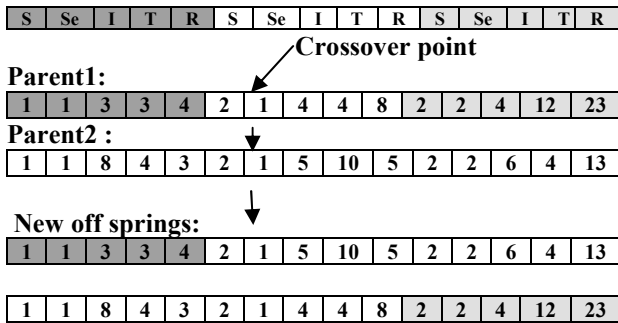 S Se I T R S Se I T R S Se I T R
Crossover point
Parent1:
1 1 3 3 4 2 1 4 4 8 2 2 4 12 23
Parent2 :
1 1 8 4 3 2 1 5 10 5 2 2 6 4 13
New off springs:
1 1 3 3 4 2 1 5 10 5 2 2 6 4 13
1 1 8 4 3 2 1 4 4 8 2 2 4 12 23